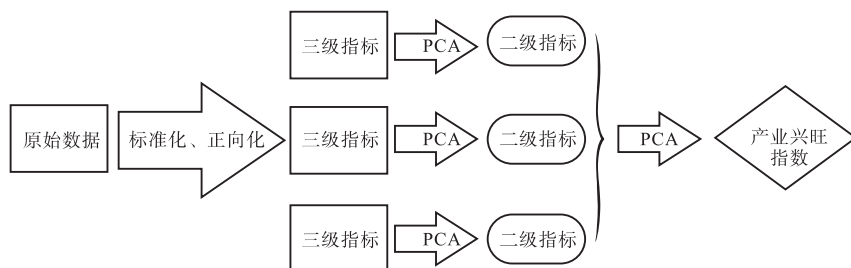 三级指标
PCA
二级指标
原始数据
标准化、正向化
三级指标
PCA
二级指标
PCA
产业兴旺
指数
三级指标
PCA
二级指标